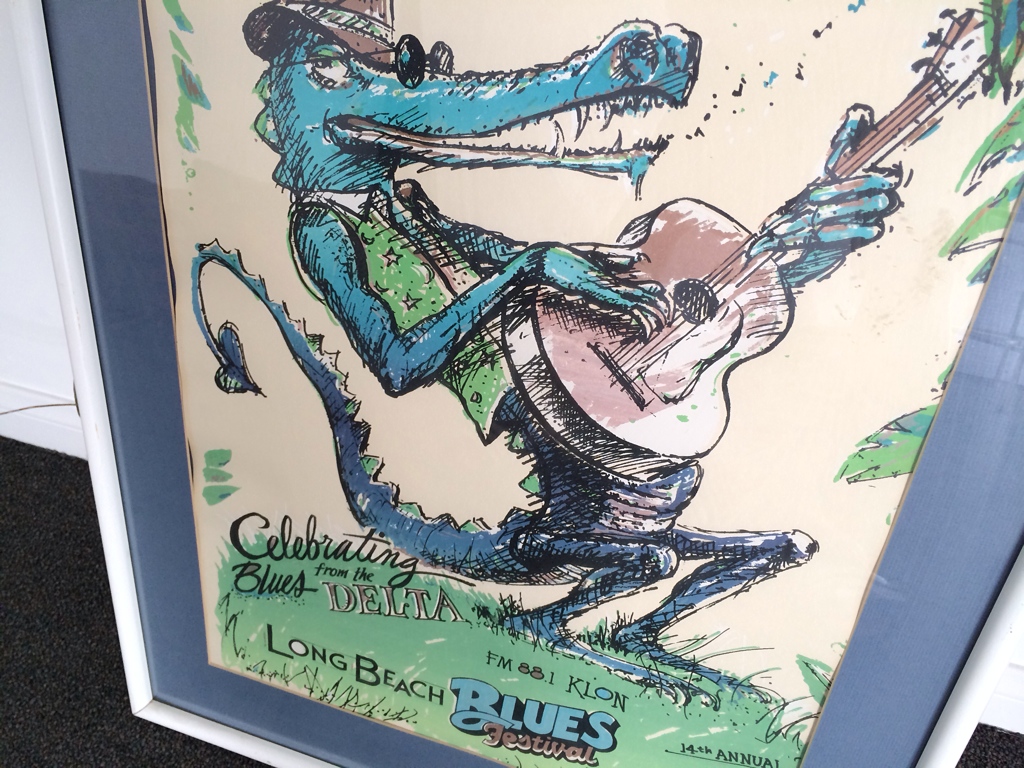 Celebrating
Blues from the
DELTA
LONG BEACH
FM 88.1 KLON
BLUES
Festival
14th ANNUAL